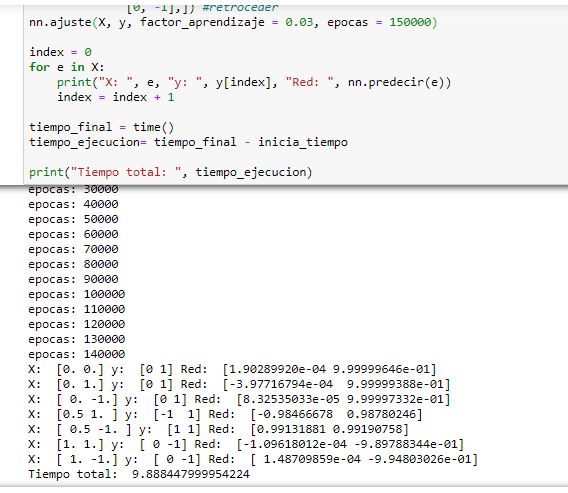 [0, -1],]) #retroceder
nn.ajuste(X, y, factor_aprendizaje = 0.03, epocas = 150000)
index = 0
for e in X:
print("X: ", e, "y: ", y[index], "Red: ", nn.predecir(e))
index = index + 1
tiempo_final = time()
tiempo_ejecucion= tiempo_final - inicia_tiempo
print("Tiempo total: ", tiempo_ejecucion)
epocas: 30000
epocas: 40000
epocas: 50000
epocas: 60000
epocas: 70000
epocas: 80000
epocas: 90000
epocas: 100000
epocas: 110000
epocas: 120000
epocas: 130000
epocas: 140000
X:  [0. 0.] y:  [0 1] Red:  [1.90289920e-04 9.99999646e-01]
X:  [0. 1.] y:  [0 1] Red:  [-3.97716794e-04  9.99999388e-01]
X:  [ 0. -1.] y:  [0 1] Red:  [8.32535033e-05 9.99997332e-01]
X:  [0.5 1. ] y:  [-1  1] Red:  [-0.98466678  0.98780246]
X:  [ 0.5 -1. ] y:  [1 1] Red:  [0.99131881 0.99190758]
X:  [1. 1.] y:  [ 0 -1] Red:  [-1.09618012e-04 -9.89788344e-01]
X:  [ 1. -1.] y:  [ 0 -1] Red:  [ 1.48709859e-04 -9.94803026e-01]
Tiempo total:  9.888447999954224